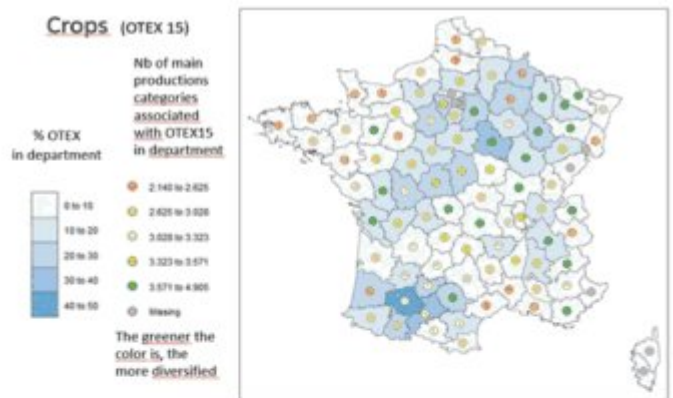 Crops (OTEX 15)
Nb of main
productions
categories
associated
with OTEX15
in department
% OTEX
in department
0 to 10
10 to 20
20 to 30
30 to 40
40 to 50
2.140 to 2.625
2.625 to 3.028
3.028 to 3.323
3.323 to 3.571
3.571 to 4.905
Missing
The greener the
color is, the
more diversified